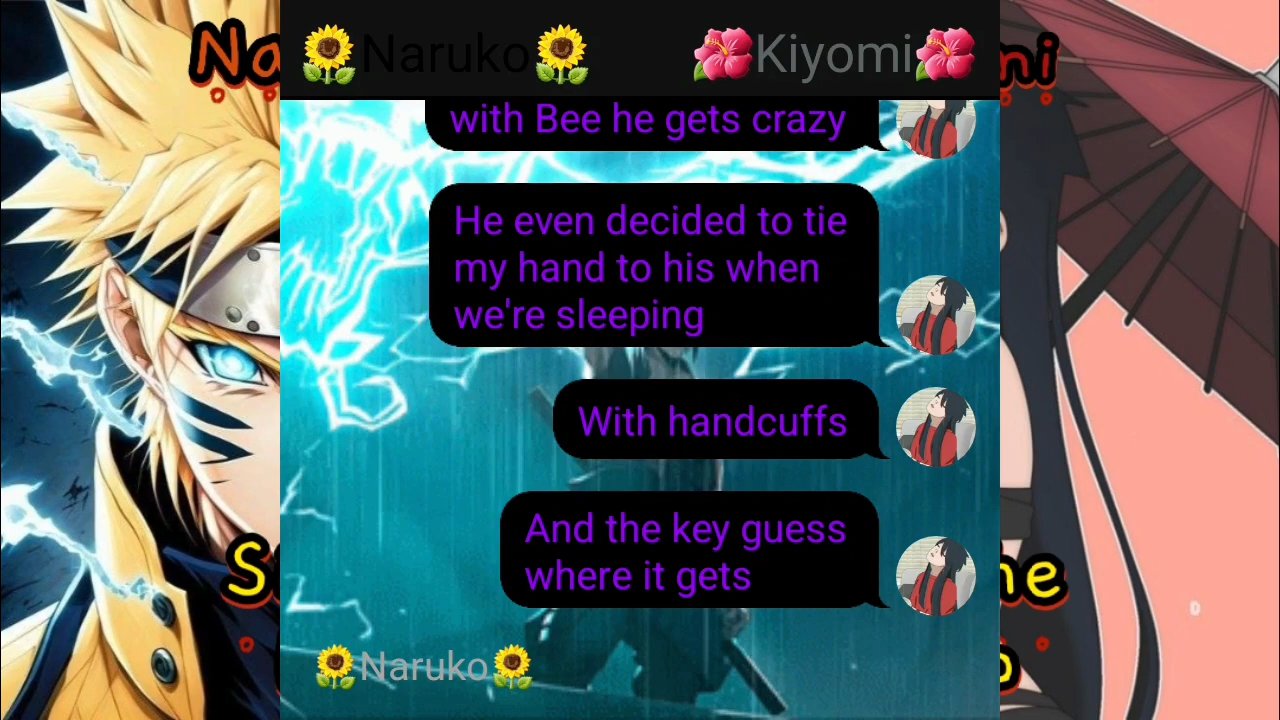 🌻Naruko🌻 🌺Kiyomi🌺
with Bee he gets crazy
He even decided to tie
my hand to his when
we're sleeping
With handcuffs
And the key guess
where it gets
🌻Naruko🌻